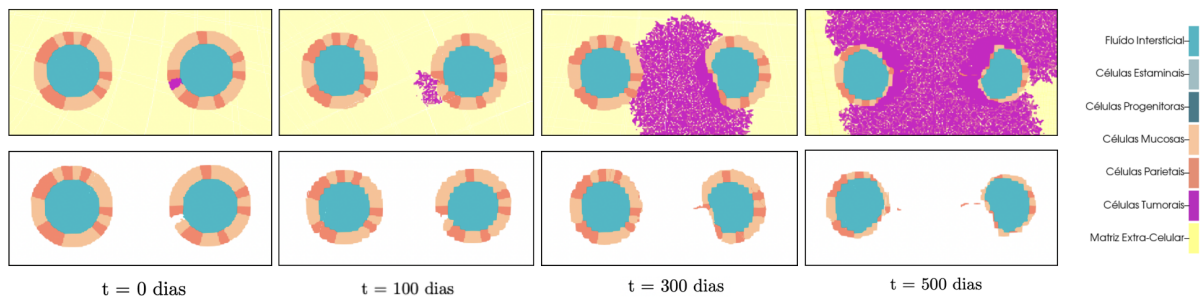 Fluído Intersticial
Células Estaminais
Células Progenitoras
Células Mucosas
Células Parietais
Células Tumorais
Matriz Extra-Celular
t = 0 dias
t = 100 dias
t = 300 dias
t = 500 dias